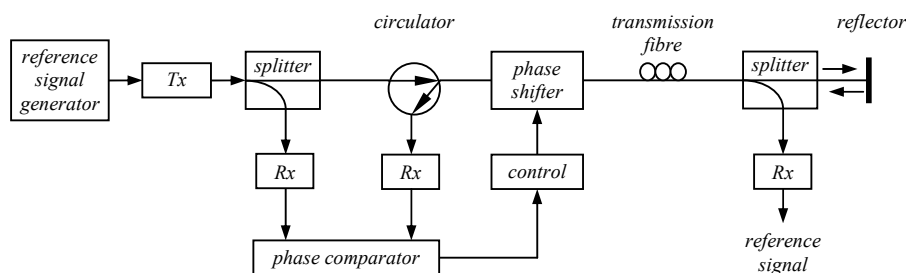 circulator
transmission
fibre
reflector
reference
signal
generator
Tx
splitter
phase
shifter
splitter
Rx
Rx
control
Rx
phase comparator
reference
signal